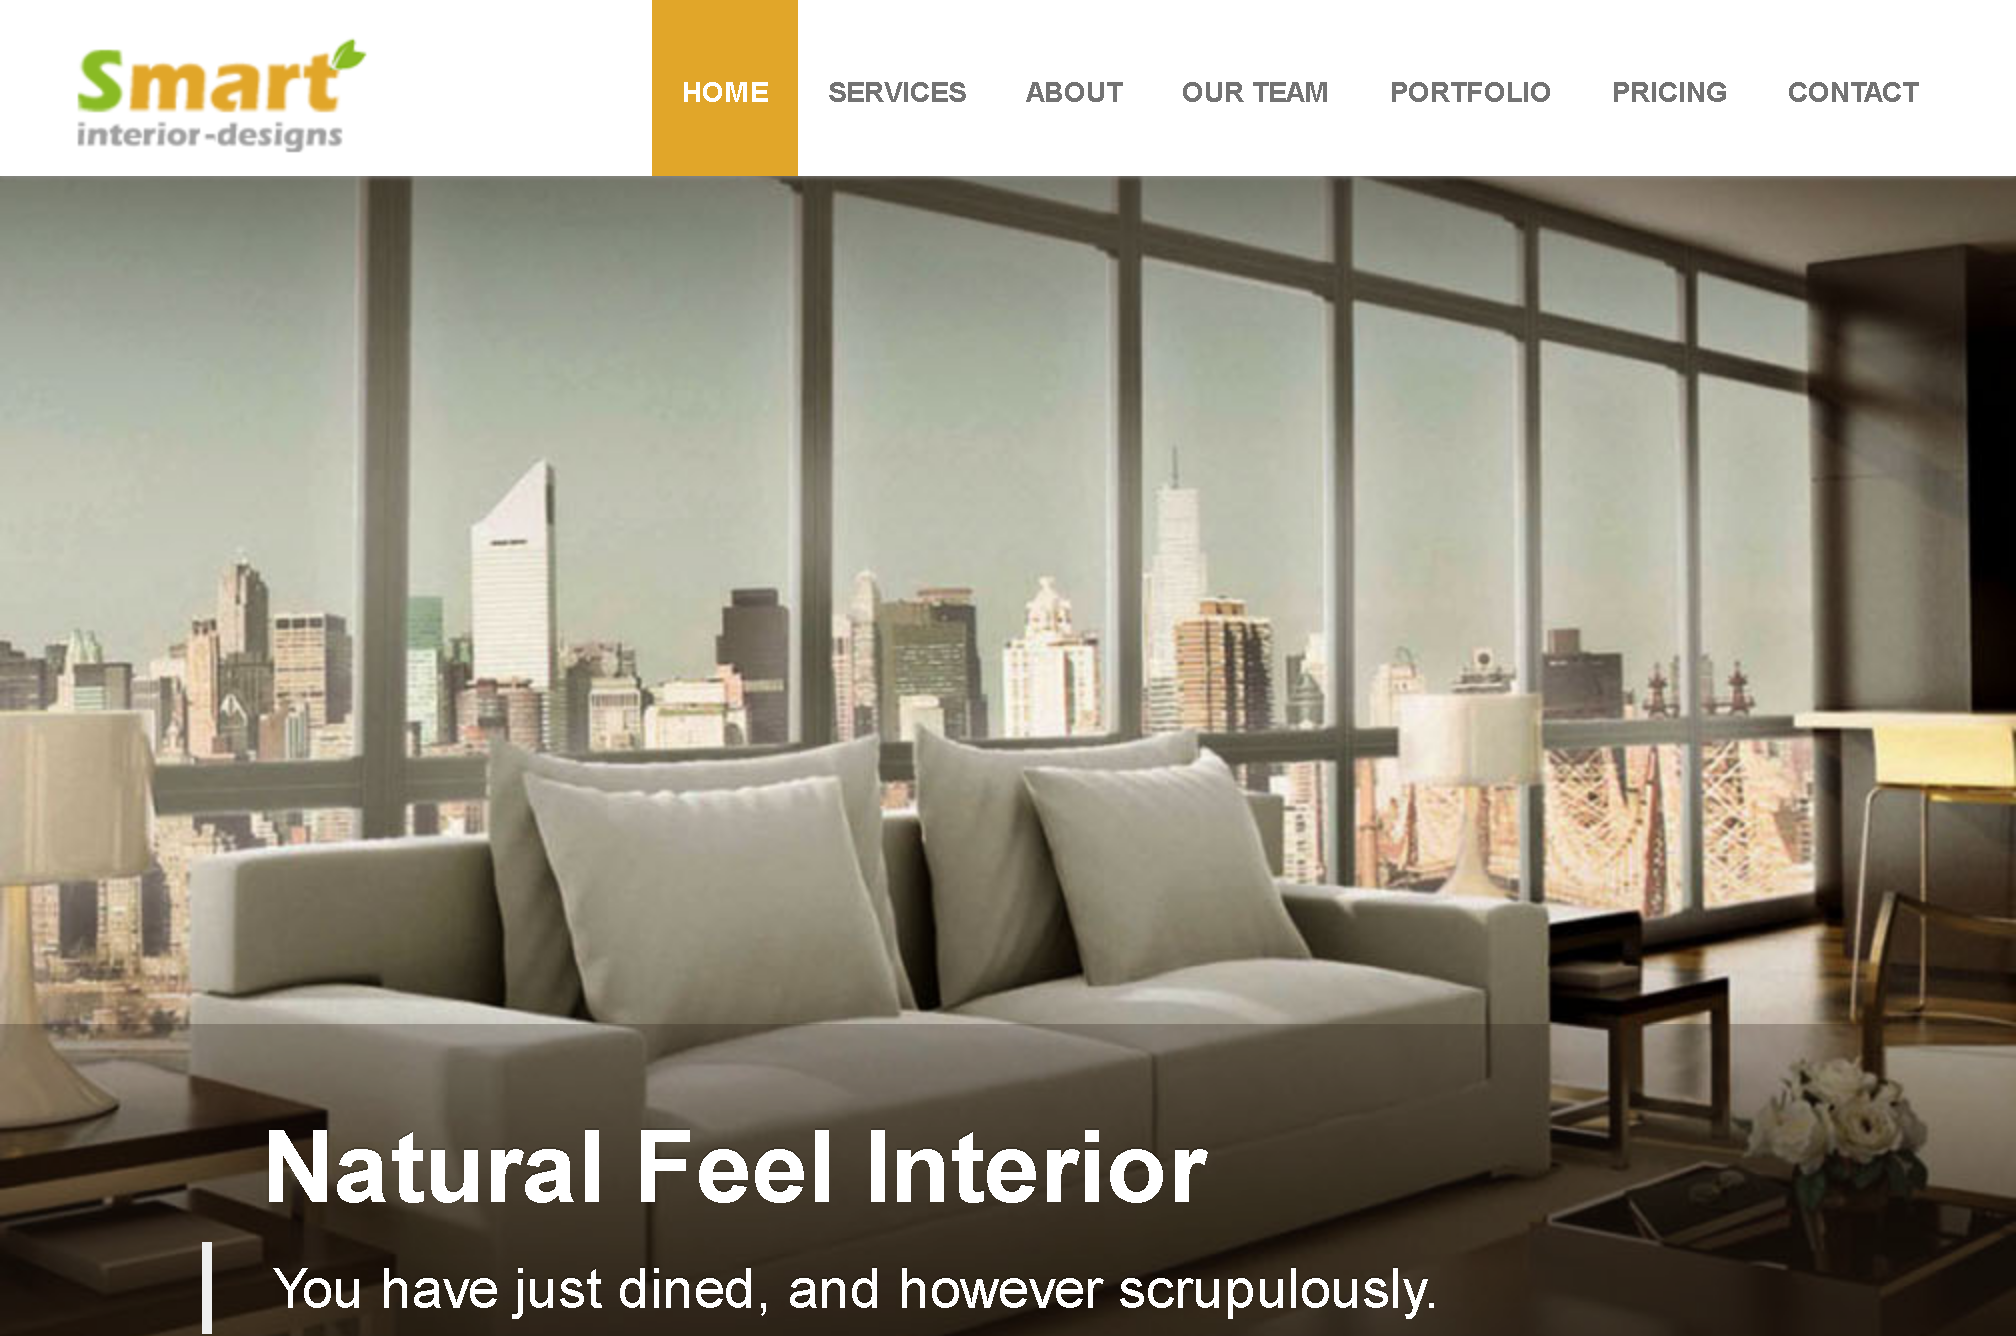 Smart
interior-designs
HOME SERVICES ABOUT OUR TEAM PORTFOLIO PRICING CONTACT
Natural Feel Interior
You have just dined, and however scrupulously.